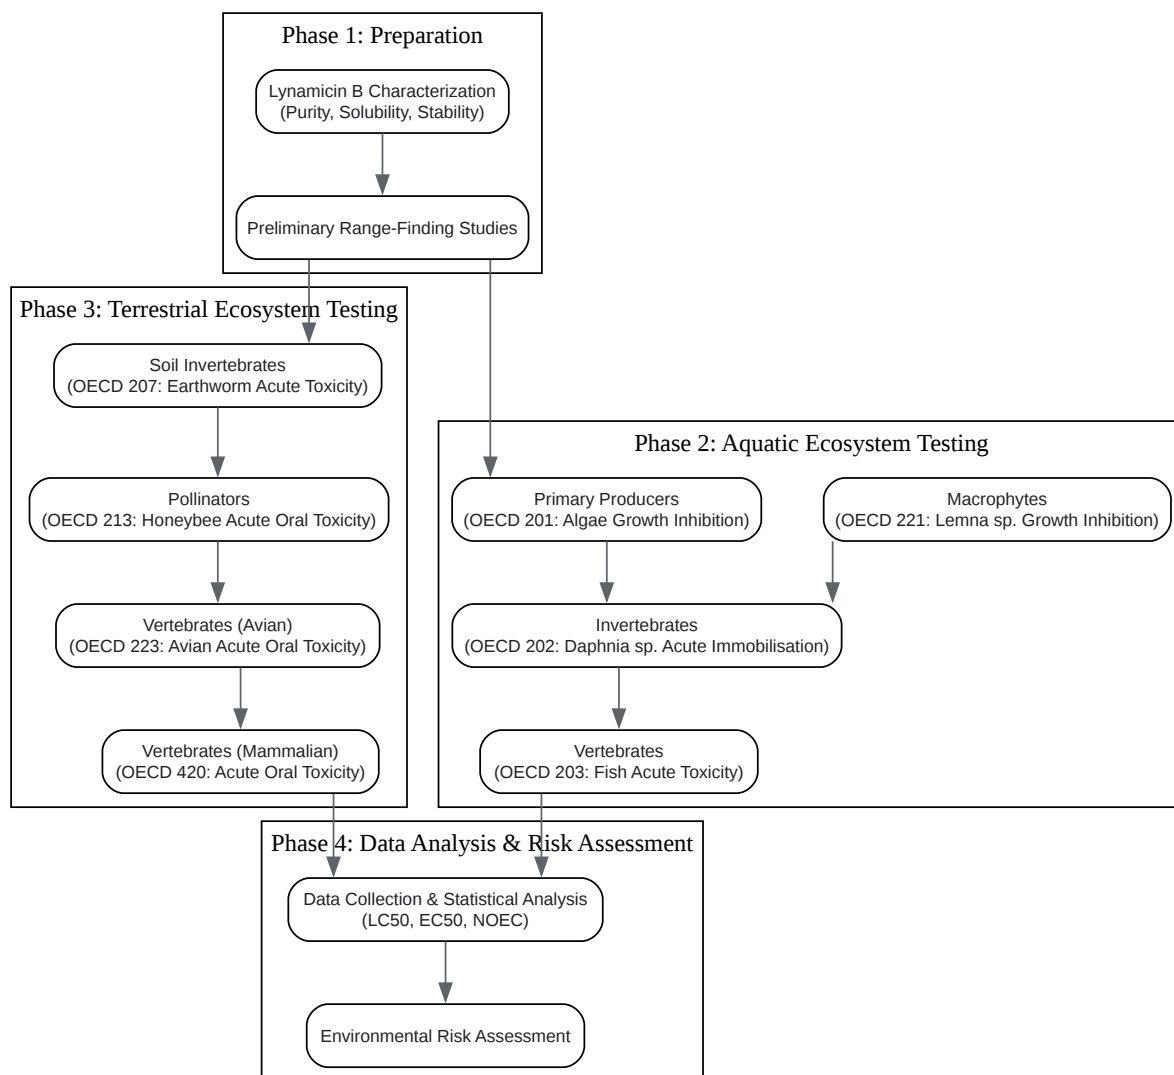 Phase 1: Preparation
Lynamicin B Characterization
(Purity, Solubility, Stability)
Preliminary Range-Finding Studies
Phase 3: Terrestrial Ecosystem Testing
Soil Invertebrates
(OECD 207: Earthworm Acute Toxicity)
Pollinators
(OECD 213: Honeybee Acute Oral Toxicity)
Vertebrates (Avian)
(OECD 223: Avian Acute Oral Toxicity)
Vertebrates (Mammalian)
(OECD 420: Acute Oral Toxicity)
Phase 2: Aquatic Ecosystem Testing
Primary Producers
(OECD 201: Algae Growth Inhibition)
Macrophytes
(OECD 221: Lemna sp. Growth Inhibition)
Invertebrates
(OECD 202: Daphnia sp. Acute Immobilisation)
Vertebrates
(OECD 203: Fish Acute Toxicity)
Phase 4: Data Analysis & Risk Assessment
Data Collection & Statistical Analysis
(LC50, EC50, NOEC)
Environmental Risk Assessment